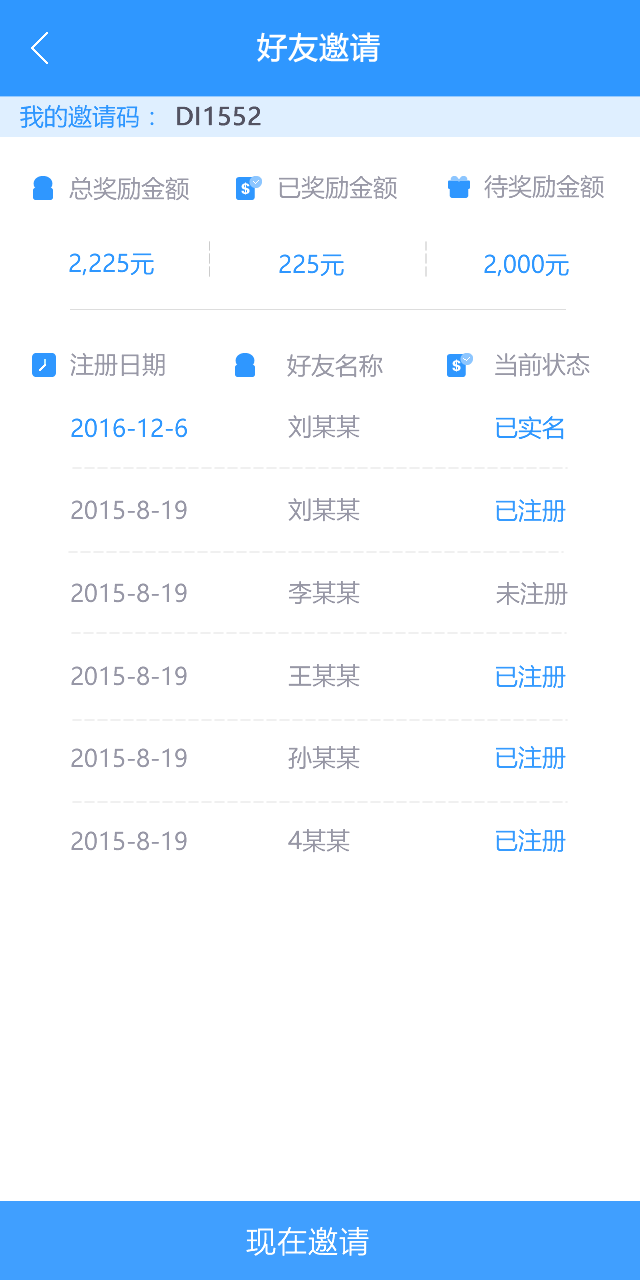 好友邀请
我的邀请码： DI1552
总奖励金额 已奖励金额 待奖励金额
2,225元 225元 2,000元
注册日期 好友名称 当前状态
2016-12-6 刘某某 已实名
2015-8-19 刘某某 已注册
2015-8-19 李某某 未注册
2015-8-19 王某某 已注册
2015-8-19 孙某某 已注册
2015-8-19 4某某 已注册
现在邀请